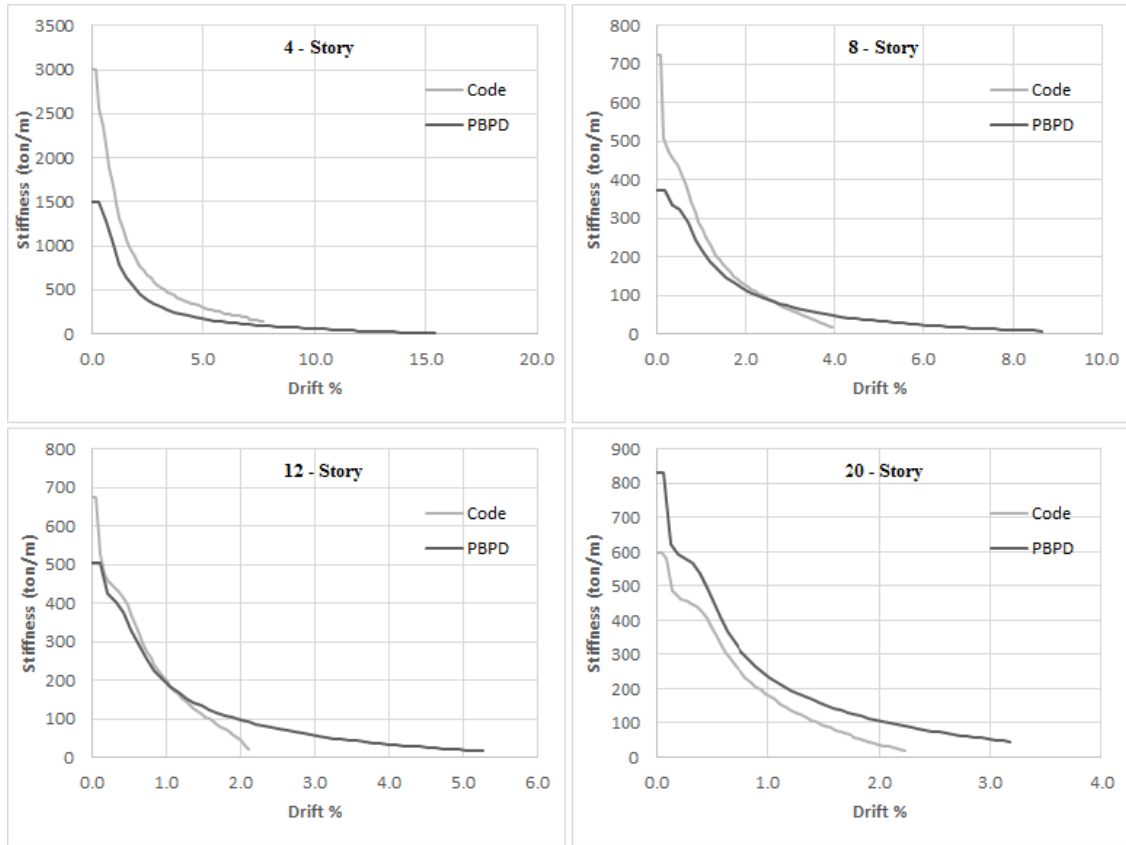 4 - Story
Stiffness (ton/m)
3500
3000
2500
2000
1500
1000
500
0
Code
PBPD
0.0 5.0 10.0 15.0 20.0
Drift %
8 - Story
Stiffness (ton/m)
800
700
600
500
400
300
200
100
0
Code
PBPD
0.0 2.0 4.0 6.0 8.0 10.0
Drift %
12 - Story
Stiffness (ton/m)
800
700
600
500
400
300
200
100
0
Code
PBPD
0.0 1.0 2.0 3.0 4.0 5.0 6.0
Drift %
20 - Story
Stiffness (ton/m)
900
800
700
600
500
400
300
200
100
0
Code
PBPD
0.0 1.0 2.0 3.0 4.0
Drift %